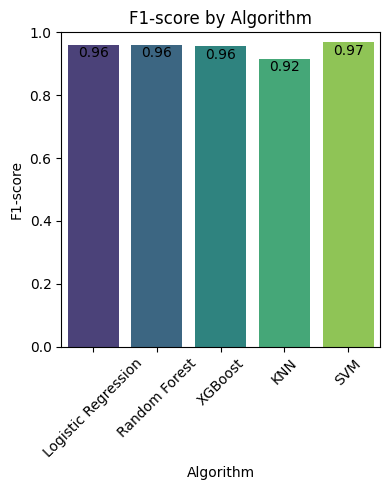 F1-score by Algorithm
F1-score
1.0
0.8
0.6
0.4
0.2
0.0
0.96
0.96
0.96
0.92
0.97
Logistic Regression
Random Forest
XGBoost
KNN
SVM
Algorithm